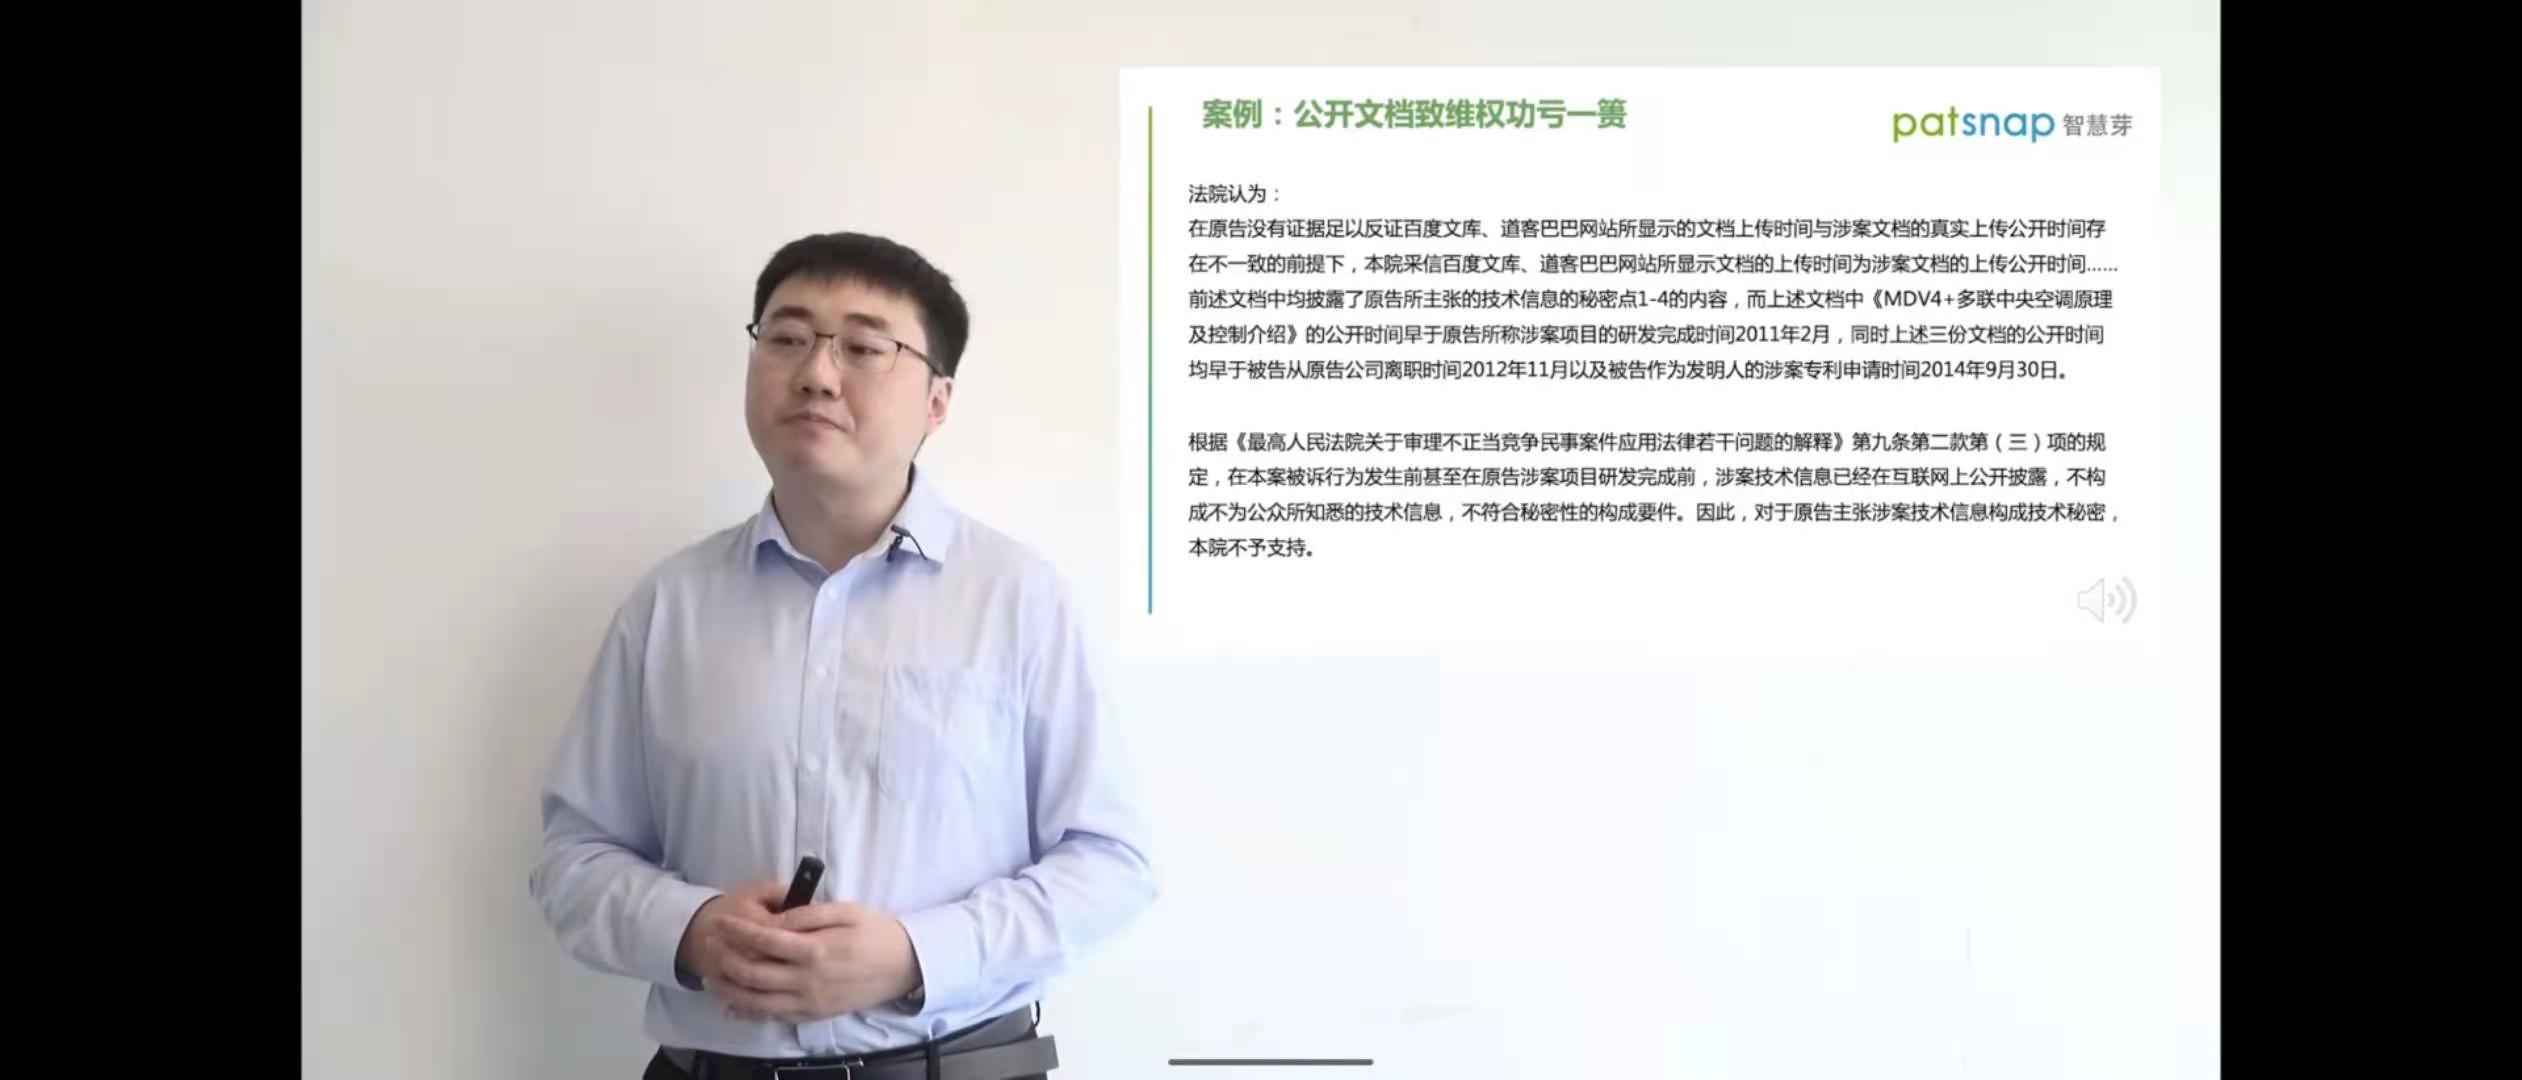 案例：公开文档致维权功亏一篑
patsnap 智慧芽
法院认为：
在原告没有证据足以反证百度文库、道客巴巴网站所显示的文档上传时间与涉案文档的真实上传公开时间存
在不一致的前提下，本院采信百度文库、道客巴巴网站所显示文档的上传时间为涉案文档的上传公开时间……
前述文档中均披露了原告所主张的技术信息的秘密点1-4的内容，而上述文档中《MDV4+多联中央空调原理
及控制介绍》的公开时间早于原告所称涉案项目的研发完成时间2011年2月，同时上述三份文档的公开时间
均早于被告从原告公司离职时间2012年11月以及被告作为发明人的涉案专利申请时间2014年9月30日。
根据《最高人民法院关于审理不正当竞争民事案件应用法律若干问题的解释》第九条第二款第（三）项的规
定，在本案被诉行为发生前甚至在原告涉案项目研发完成前，涉案技术信息已经在互联网上公开披露，不构
成不为公众所知悉的技术信息，不符合秘密性的构成要件。因此，对于原告主张涉案技术信息构成技术秘密，
本院不予支持。